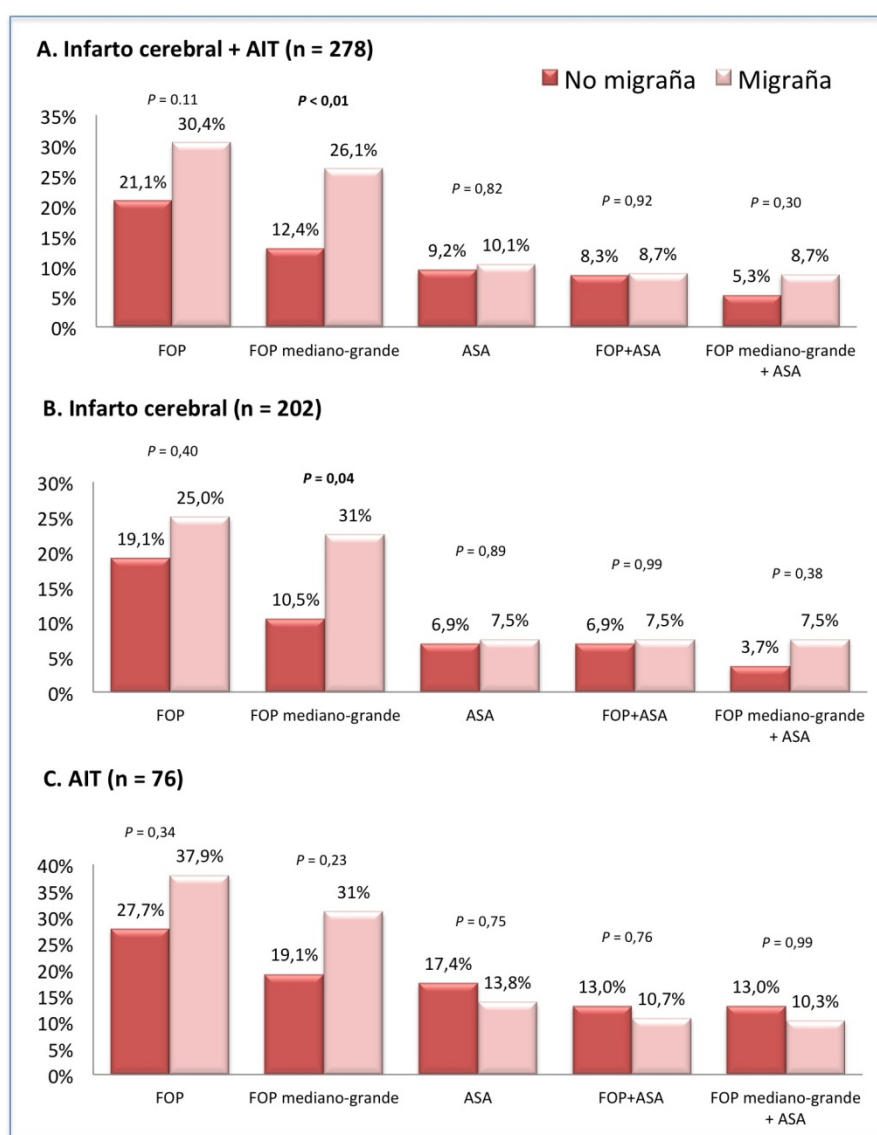 A. Infarto cerebral + AIT (n = 278)
No migraña Migraña
P = 0.11 P < 0,01 P = 0,82 P = 0,92 P = 0,30
35%
30%
25%
20%
15%
10%
5%
0%
21,1% 30,4% 12,4% 26,1% 9,2% 10,1% 8,3% 8,7% 5,3% 8,7%
FOP FOP mediano-grande ASA FOP+ASA FOP mediano-grande
+ ASA
B. Infarto cerebral (n = 202)
P = 0,40 P = 0,04 P = 0,89 P = 0,99 P = 0,38
30%
25%
20%
15%
10%
5%
0%
19,1% 25,0% 10,5% 31% 6,9% 7,5% 6,9% 7,5% 3,7% 7,5%
FOP FOP mediano-grande ASA FOP+ASA FOP mediano-grande
+ ASA
C. AIT (n = 76)
P = 0,34 P = 0,23 P = 0,75 P = 0,76 P = 0,99
40%
35%
30%
25%
20%
15%
10%
5%
0%
27,7% 37,9% 19,1% 31% 17,4% 13,8% 13,0% 10,7% 13,0% 10,3%
FOP FOP mediano-grande ASA FOP+ASA FOP mediano-grande
+ ASA